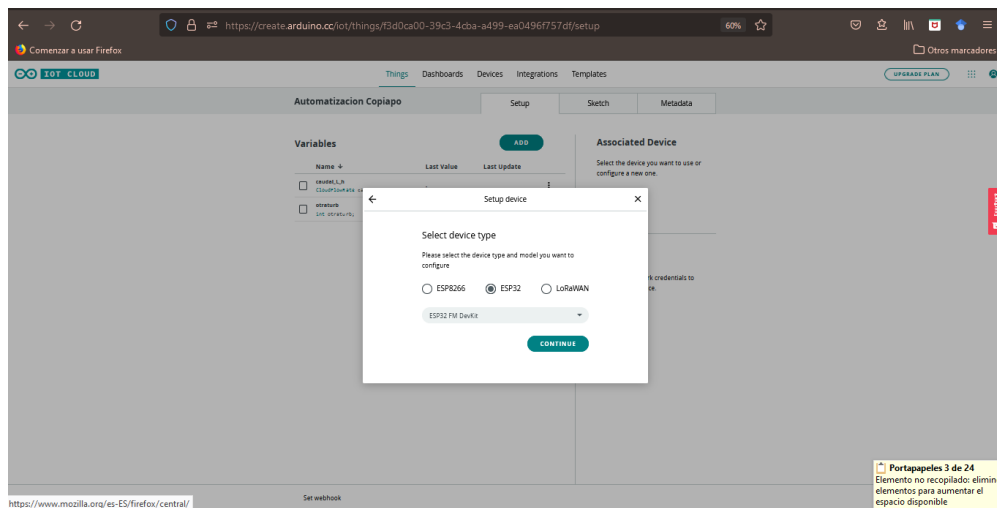 https://create.arduino.cc/iot/things/f3d0ca00-39c3-4cba-a499-ea0496f757df/setup
60%
Comenzar a usar Firefox
Otros marcadores
IOT CLOUD
Things Dashboards Devices Integrations Templates
UPGRADE PLAN
Automatizacion Copiapo
Setup Sketch Metadata
Variables
ADD
Associated Device
Name Last Value Last Update
Select the device you want to use or
configure a new one.
caudal_L_h
CloudFlowRate
otraturb
int otraturb;
Setup device
Select device type
Please select the device type and model you want to
configure
rk credentials to
ce.
ESP8266 ESP32 LoRaWAN
ESP32 FM DevKit
CONTINUE
Portapapeles 3 de 24
Elemento no recopilado: elimin
elementos para aumentar el
espacio disponible
Set webhook
https://www.mozilla.org/es-ES/firefox/central/